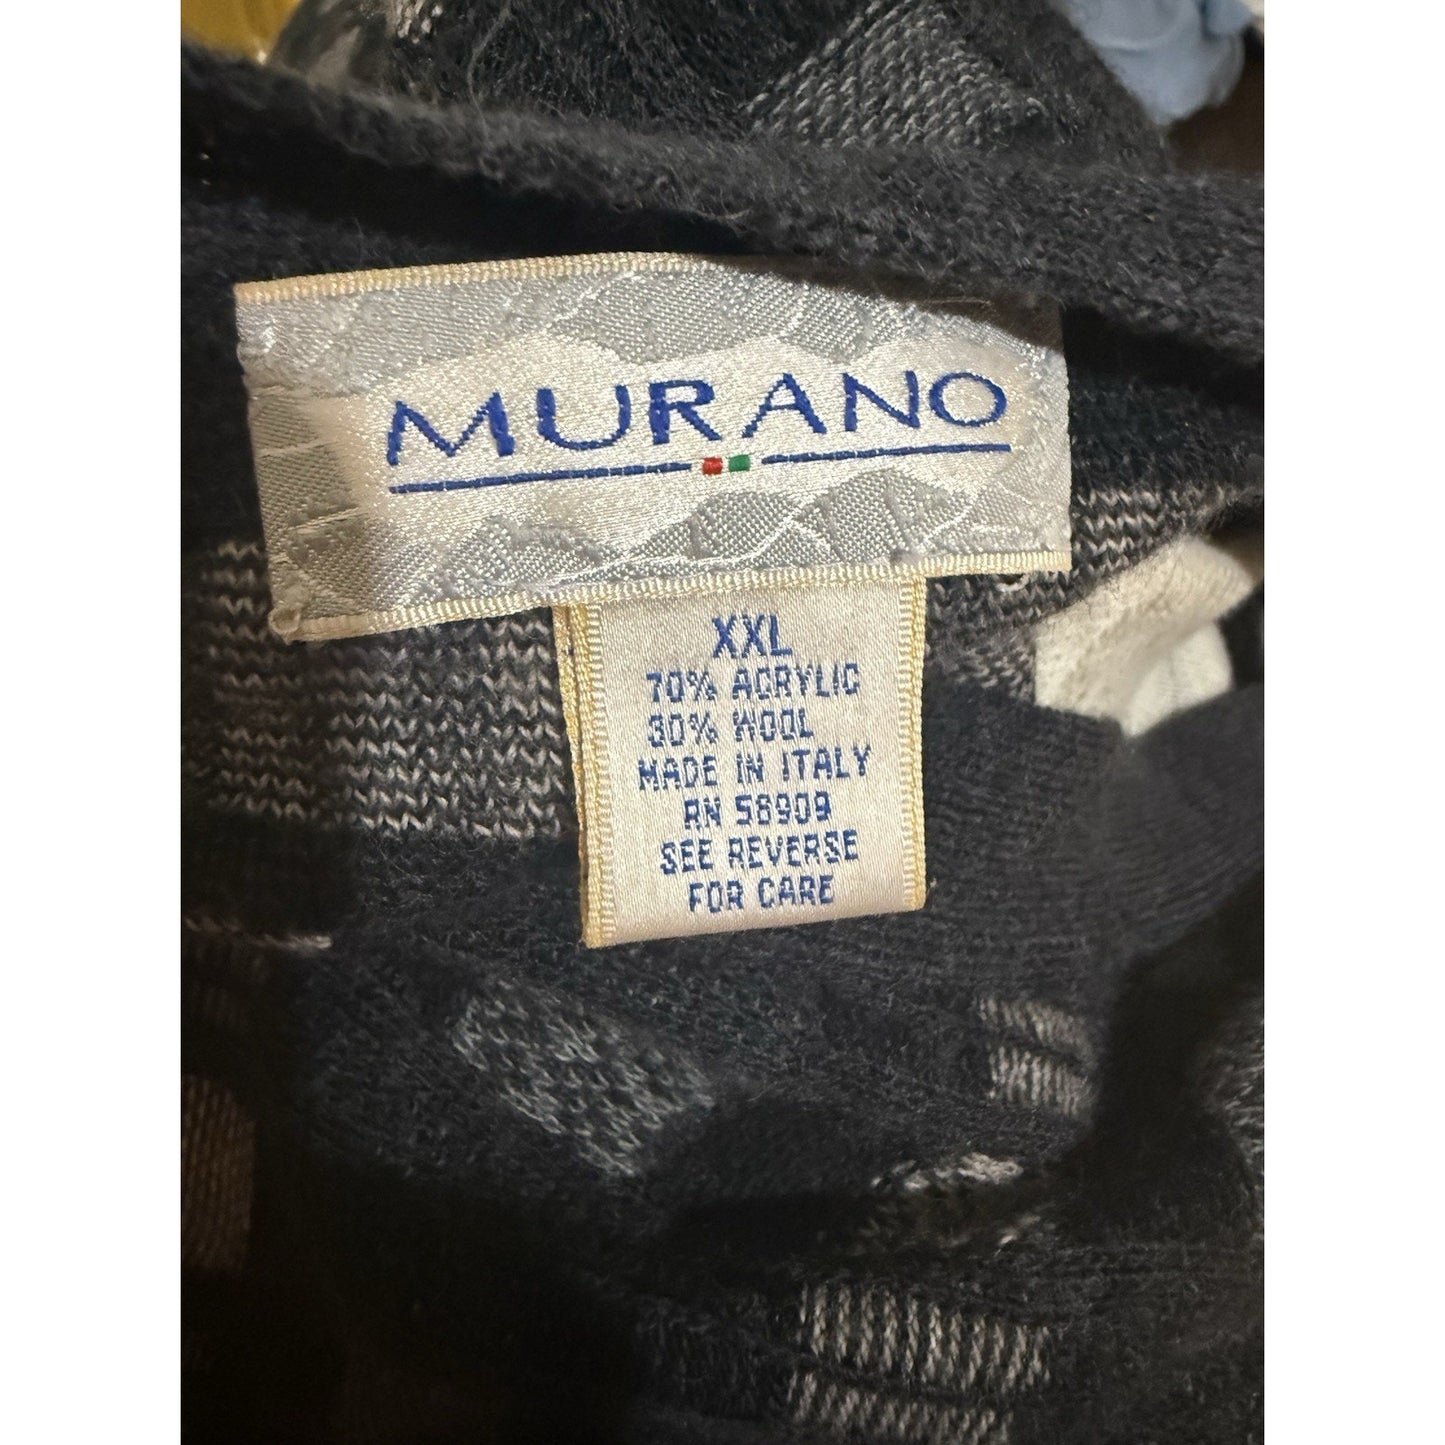 MURANO
XXL
70% ACRYLIC
30% WOOL
MADE IN ITALY
RN 58909
SEE REVERSE
FOR CARE